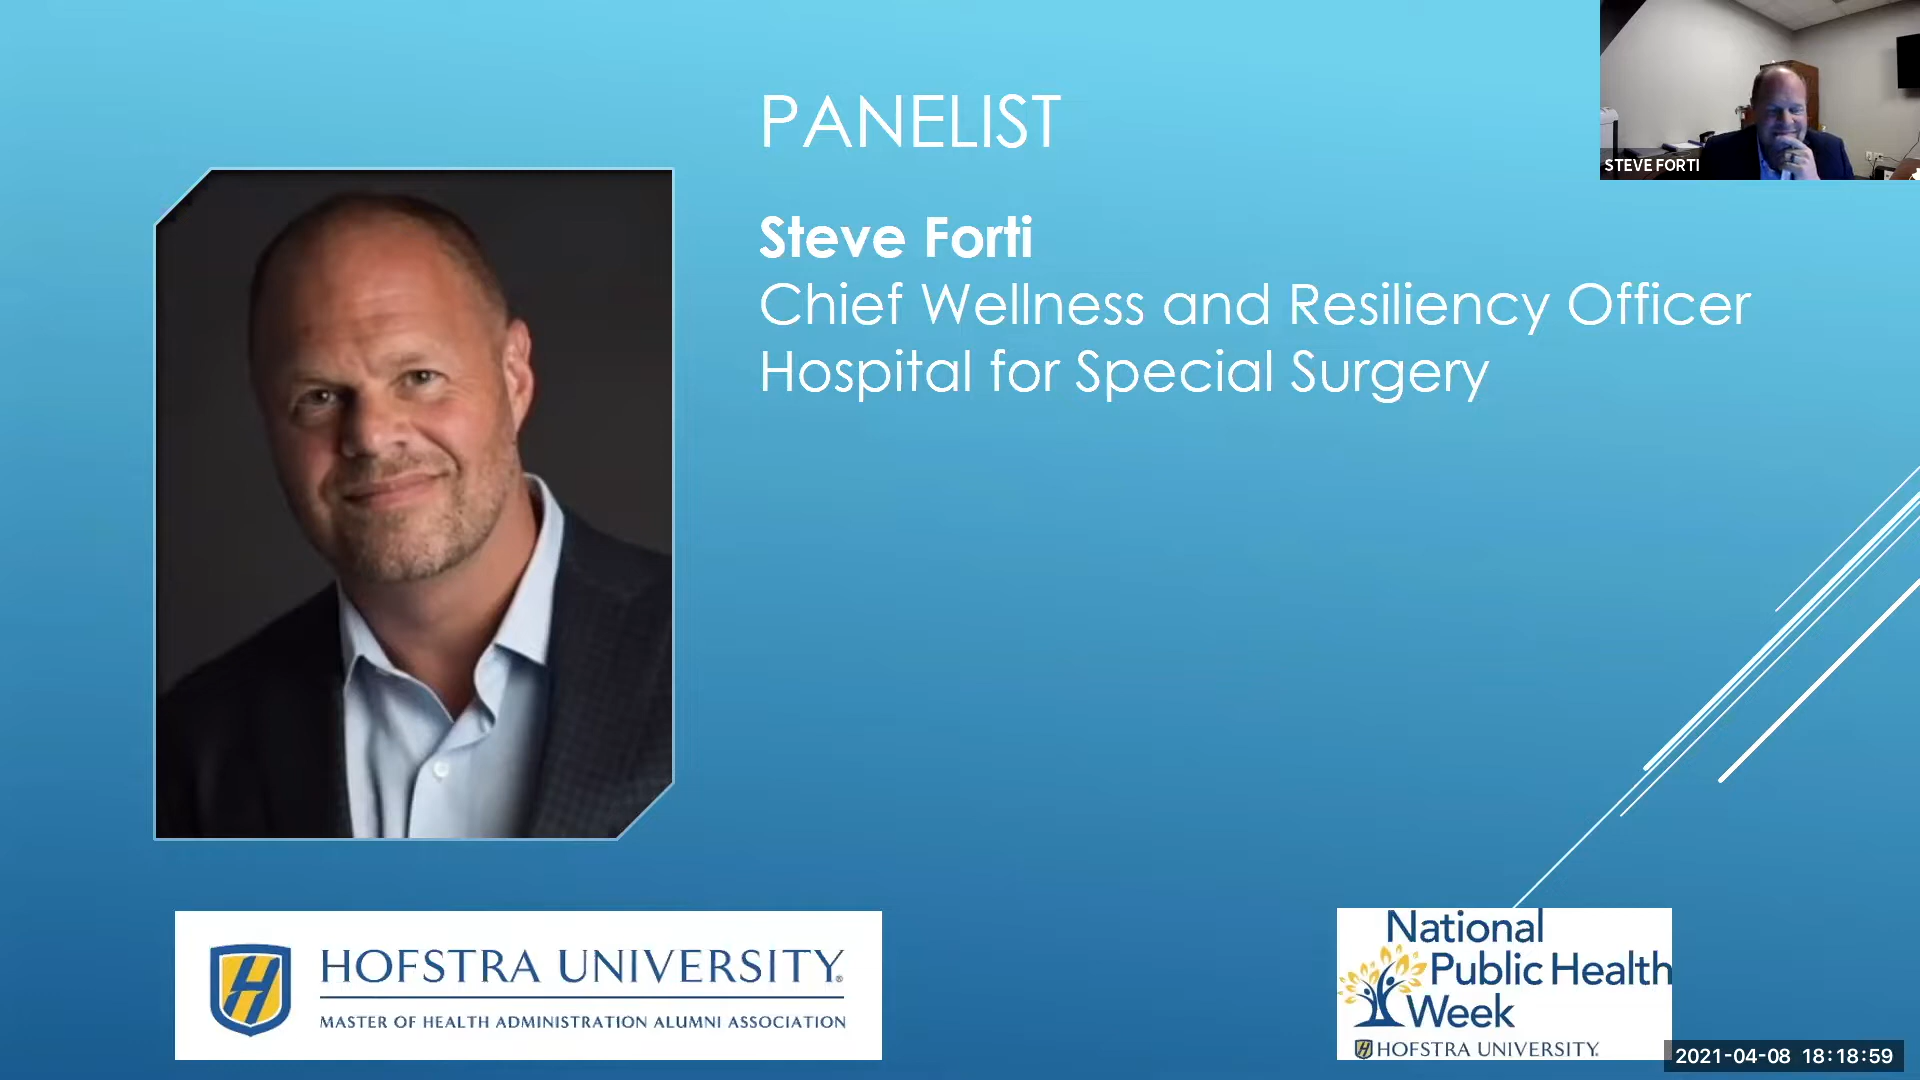 PANELIST
Steve Forti
Chief Wellness and Resiliency Officer
Hospital for Special Surgery
STEVE FORTI
HOFSTRA UNIVERSITY®
MASTER OF HEALTH ADMINISTRATION ALUMNI ASSOCIATION
National
Public Health
Week
HOFSTRA UNIVERSITY®
2021-04-08 18:18:59